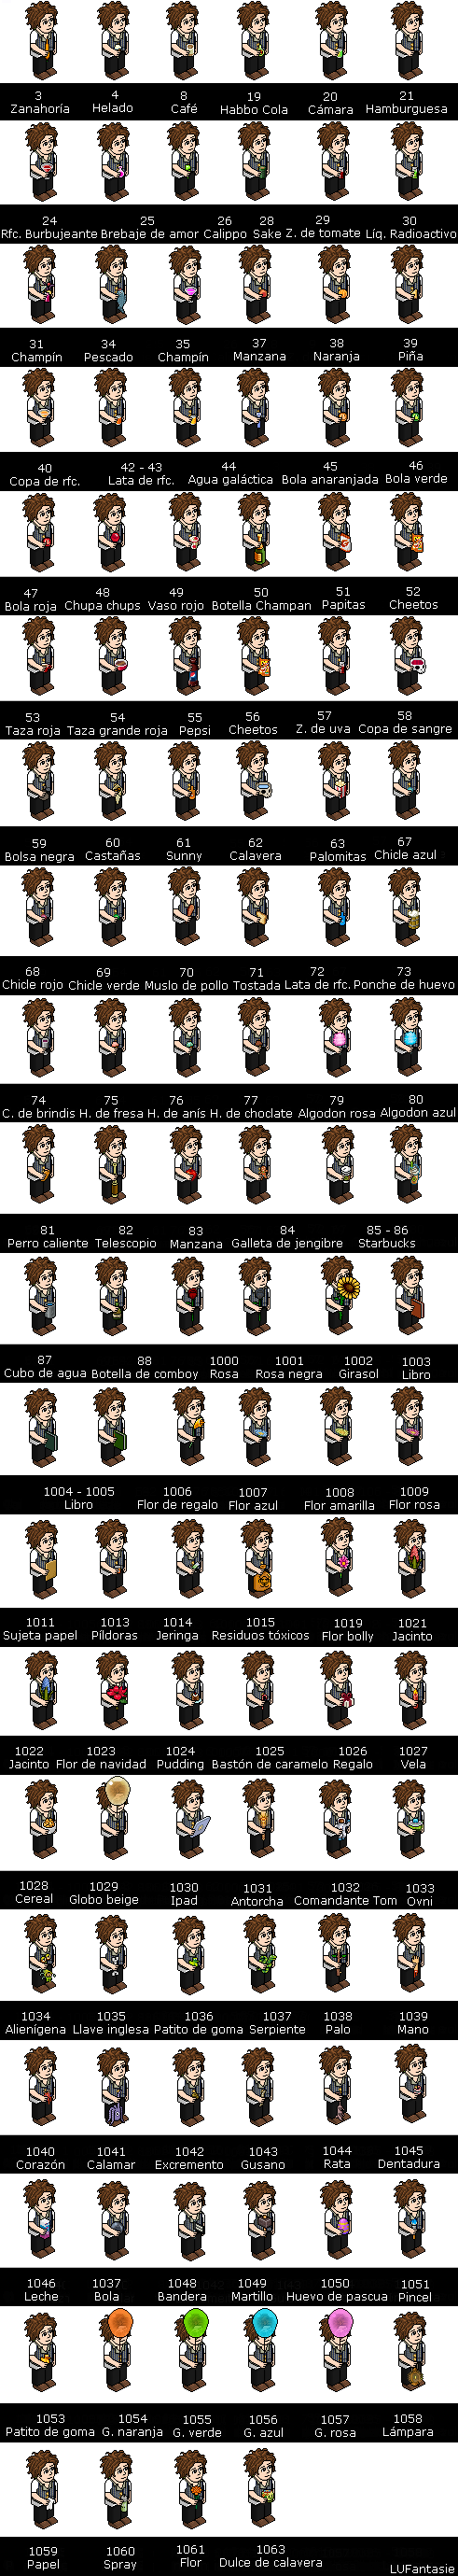 3 4 8 19 20 21
Zanahoría Helado Café Habbo Cola Cámara Hamburguesa
24 25 26 28 29 30
Rfc. Burbujeante Brebaje de amor Calippo Sake Z. de tomate Líq. Radioactivo
31 34 35 37 38 39
Champín Pescado Champín Manzana Naranja Piña
40 42 - 43 44 45 46
Copa de rfc. Lata de rfc. Agua galáctica Bola anaranjada Bola verde
47 48 49 50 51 52
Bola roja Chupa chups Vaso rojo Botella Champan Papitas Cheetos
53 54 55 56 57 58
Taza roja Taza grande roja Pepsi Cheetos Z. de uva Copa de sangre
59 60 61 62 63 67
Bolsa negra Castañas Sunny Calavera Palomitas Chicle azul
68 69 70 71 72 73
Chicle rojo Chicle verde Muslo de pollo Tostada Lata de rfc. Ponche de huevo
74 75 76 77 79 80
C. de brindis H. de fresa H. de anís H. de choclate Algodon rosa Algodon azul
81 82 83 84 85 - 86
Perro caliente Telescopio Manzana Galleta de jengibre Starbucks
87 88 1000 1001 1002 1003
Cubo de agua Botella de comboy Rosa Rosa negra Girasol Libro
1004 - 1005 1006 1007 1008 1009
Libro Flor de regalo Flor azul Flor amarilla Flor rosa
1011 1013 1014 1015 1019 1021
Sujeta papel Píldoras Jeringa Residuos tóxicos Flor bolly Jacinto
1022 1023 1024 1025 1026 1027
Jacinto Flor de navidad Pudding Bastón de caramelo Regalo Vela
1028 1029 1030 1031 1032 1033
Cereal Globo beige Ipad Antorcha Comandante Tom Ovni
1034 1035 1036 1037 1038 1039
Alienígena Llave inglesa Patito de goma Serpiente Palo Mano
1040 1041 1042 1043 1044 1045
Corazón Calamar Excremento Gusano Rata Dentadura
1046 1037 1048 1049 1050 1051
Leche Bola Bandera Martillo Huevo de pascua Pincel
1053 1054 1055 1056 1057 1058
Patito de goma G. naranja G. verde G. azul G. rosa Lámpara
1059 1060 1061 1063
Papel Spray Flor Dulce de calavera
LUFantasie